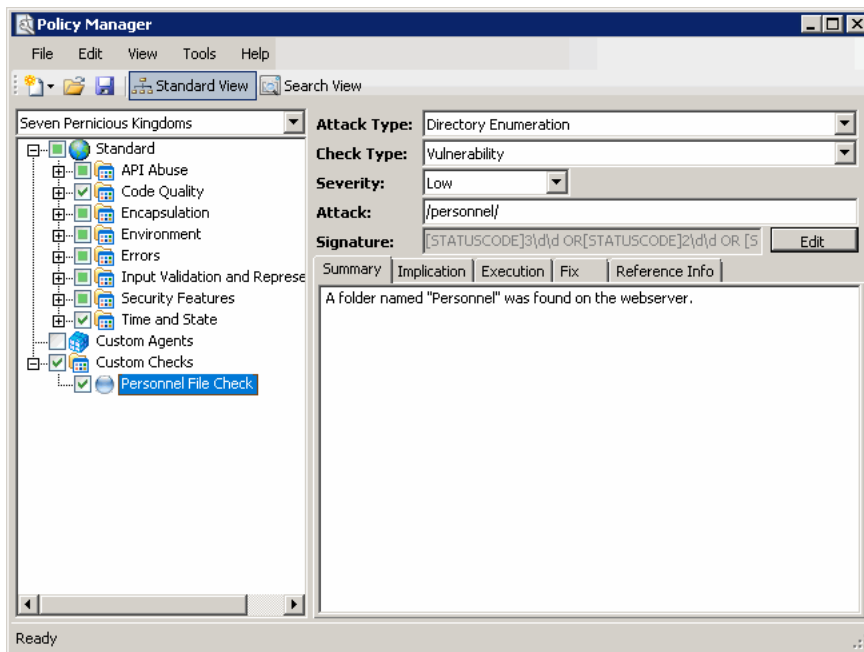 Policy Manager
File Edit View Tools Help
Standard View Search View
Seven Pernicious Kingdoms
Standard
API Abuse
Code Quality
Encapsulation
Environment
Errors
Input Validation and Represe
Security Features
Time and State
Custom Agents
Custom Checks
Personnel File Check
Attack Type: Directory Enumeration
Check Type: Vulnerability
Severity: Low
Attack: /personnel/
Signature: [STATUSCODE]3\d\d OR[STATUSCODE]2\d\d OR [S Edit
Summary Implication Execution Fix Reference Info
A folder named "Personnel" was found on the webserver.
Ready